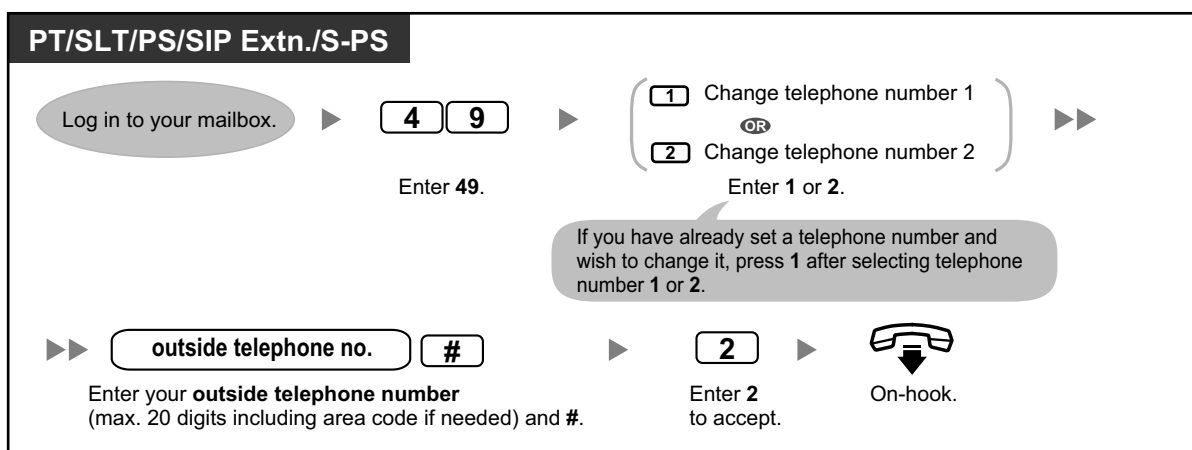 PT/SLT/PS/SIP Extn./S-PS
Log in to your mailbox.
4 9
Enter 49.
1 Change telephone number 1
OR
2 Change telephone number 2
Enter 1 or 2.
If you have already set a telephone number and
wish to change it, press 1 after selecting telephone
number 1 or 2.
outside telephone no. #
Enter your outside telephone number
(max. 20 digits including area code if needed) and #.
2
Enter 2
to accept.
On-hook.